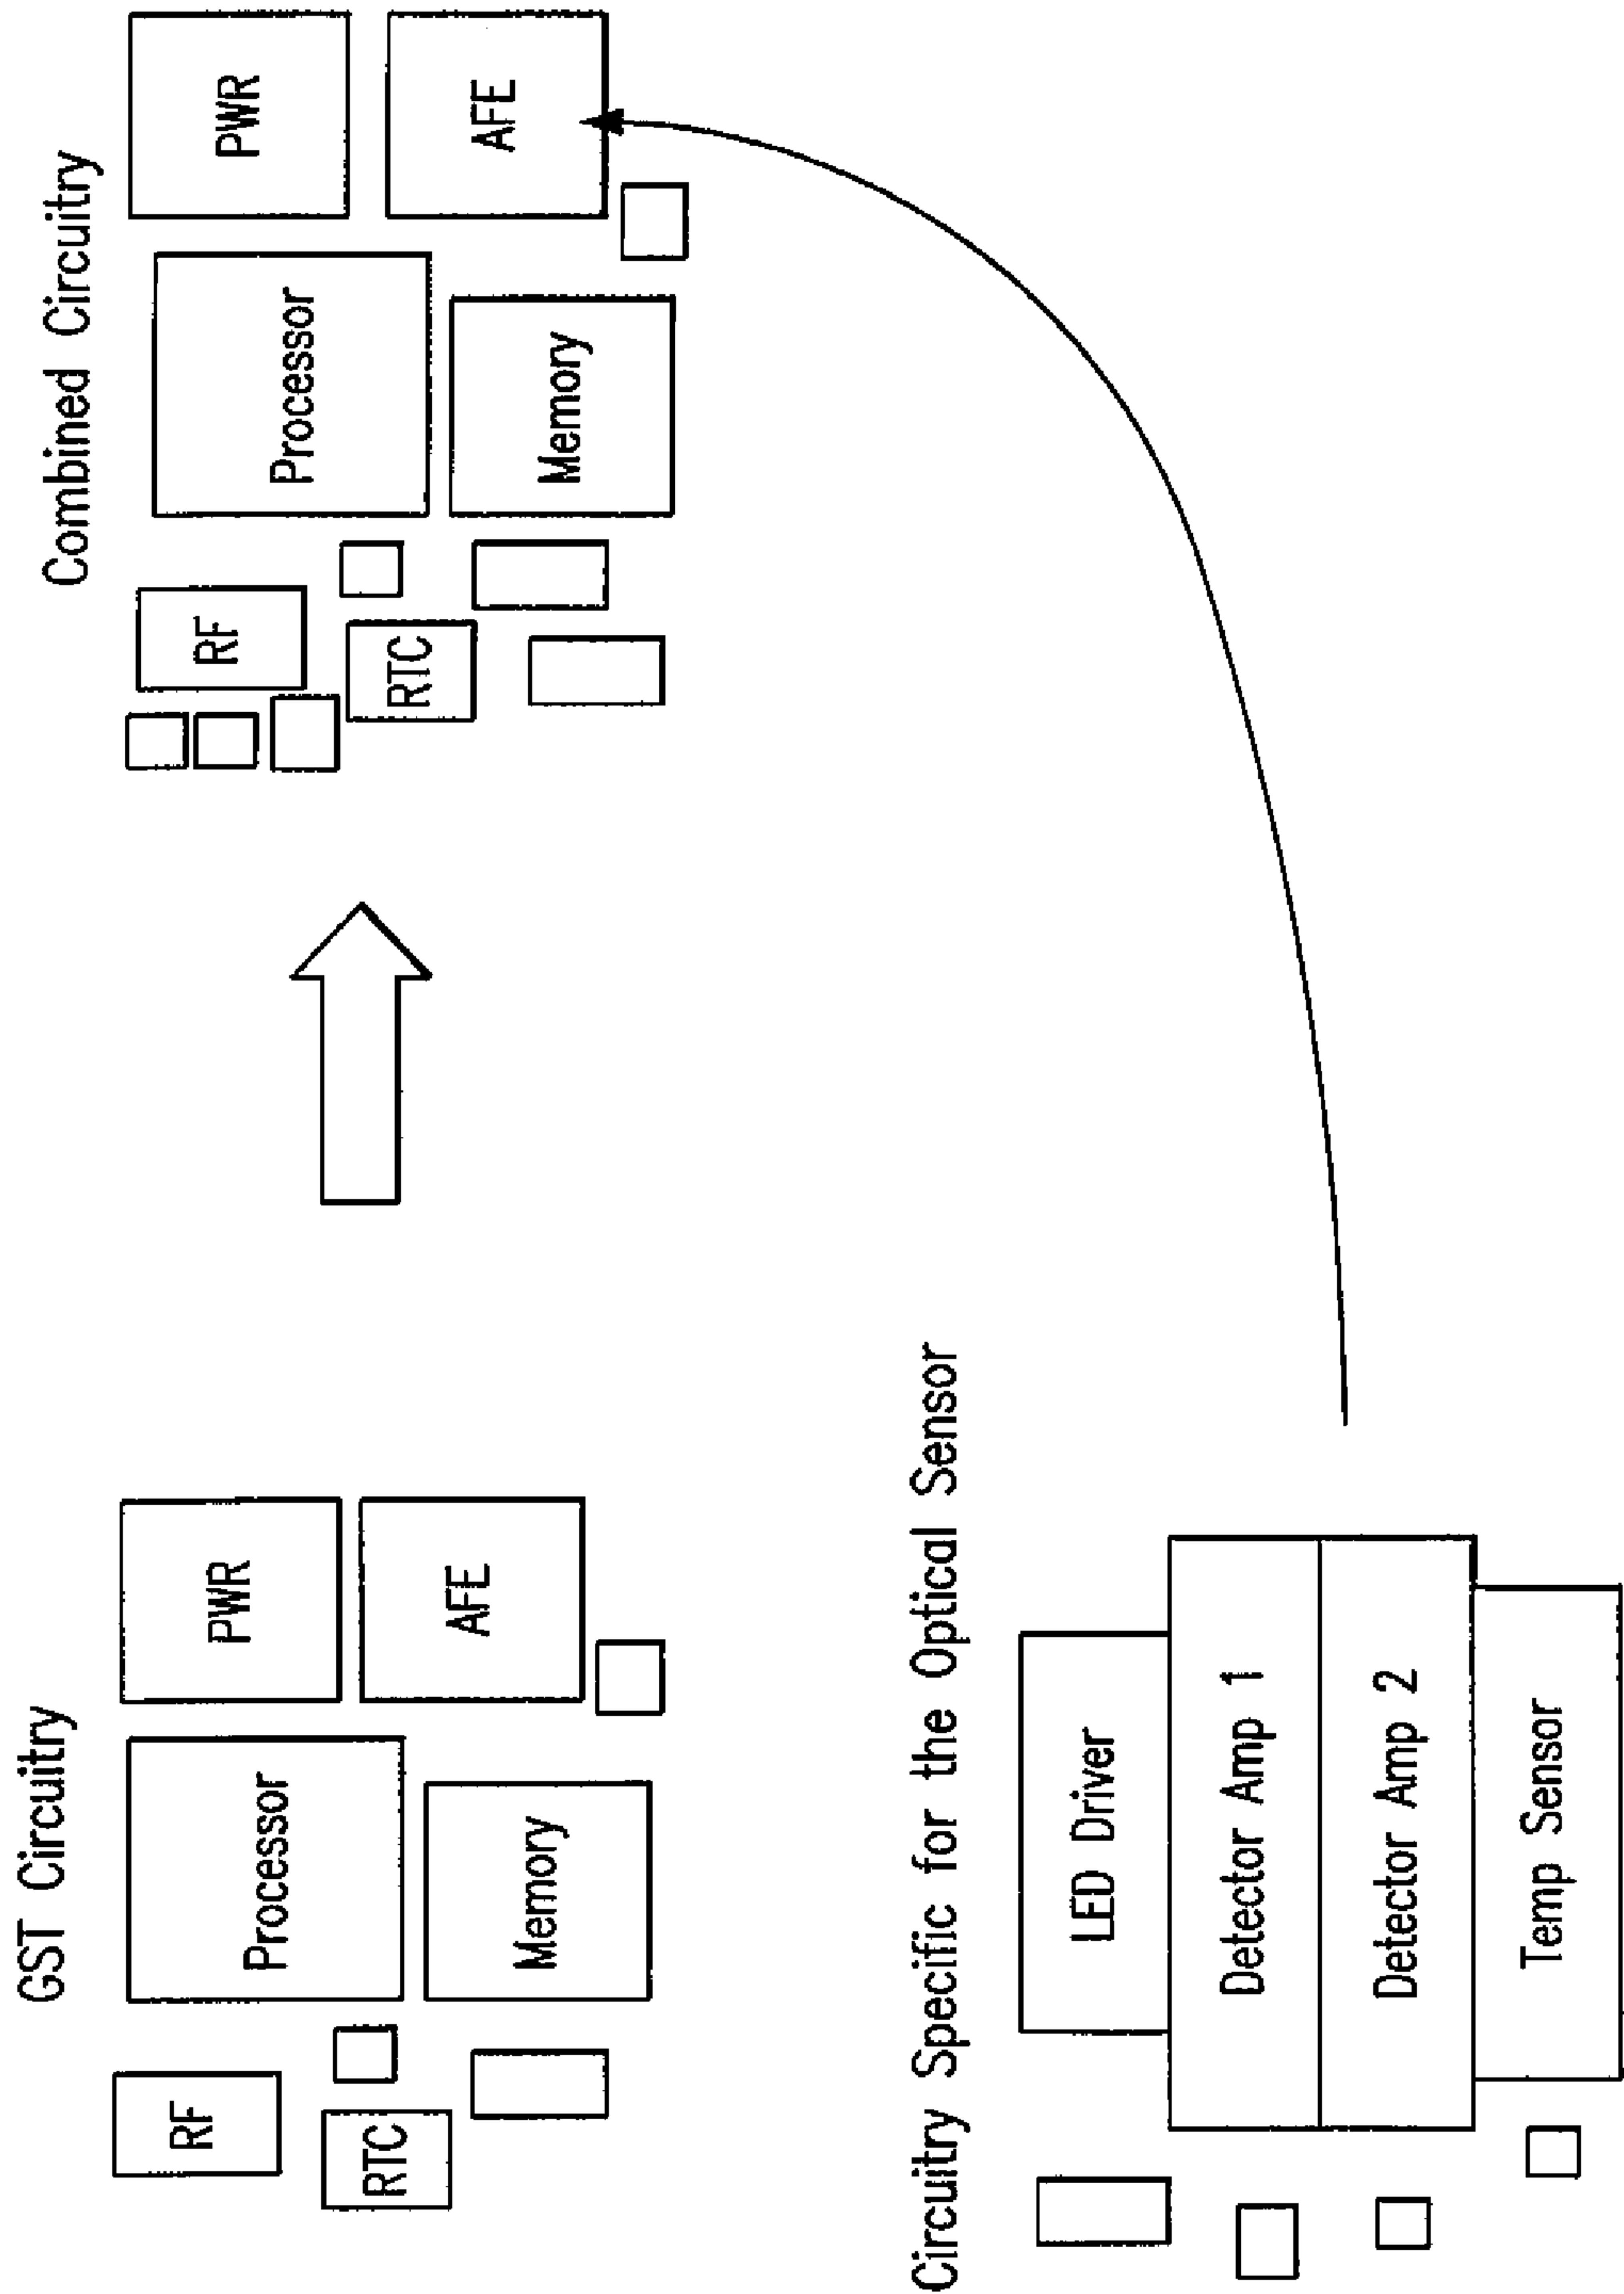 GST Circuitry
RF
RTC
Processor
Memory
PWR
AFE
Combined Circuitry
RF
RTC
Processor
Memory
PWR
AFE
Circuitry Specific for the Optical Sensor
LED Driver
Detector Amp 1
Detector Amp 2
Temp Sensor